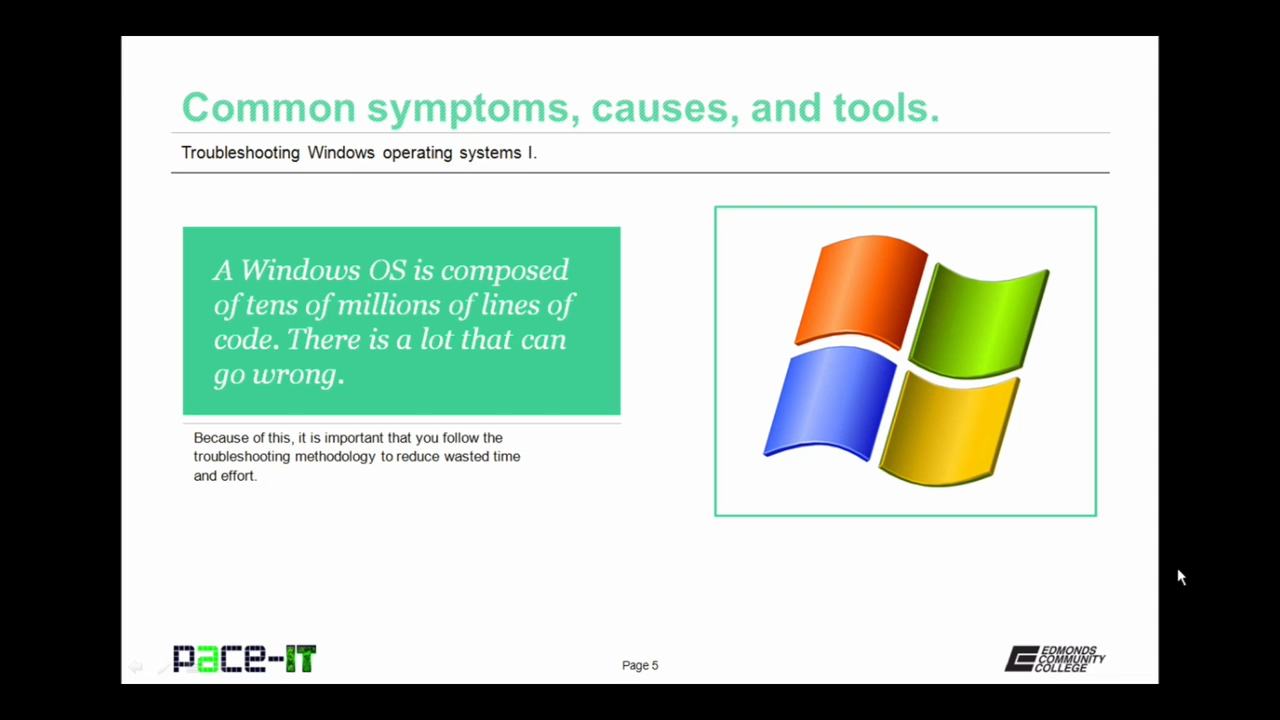 Common symptoms, causes, and tools.
Troubleshooting Windows operating systems I.
A Windows OS is composed
of tens of millions of lines of
code. There is a lot that can
go wrong.
Because of this, it is important that you follow the
troubleshooting methodology to reduce wasted time
and effort.
pace-IT
Page 5
EDMONDS
COMMUNITY
COLLEGE